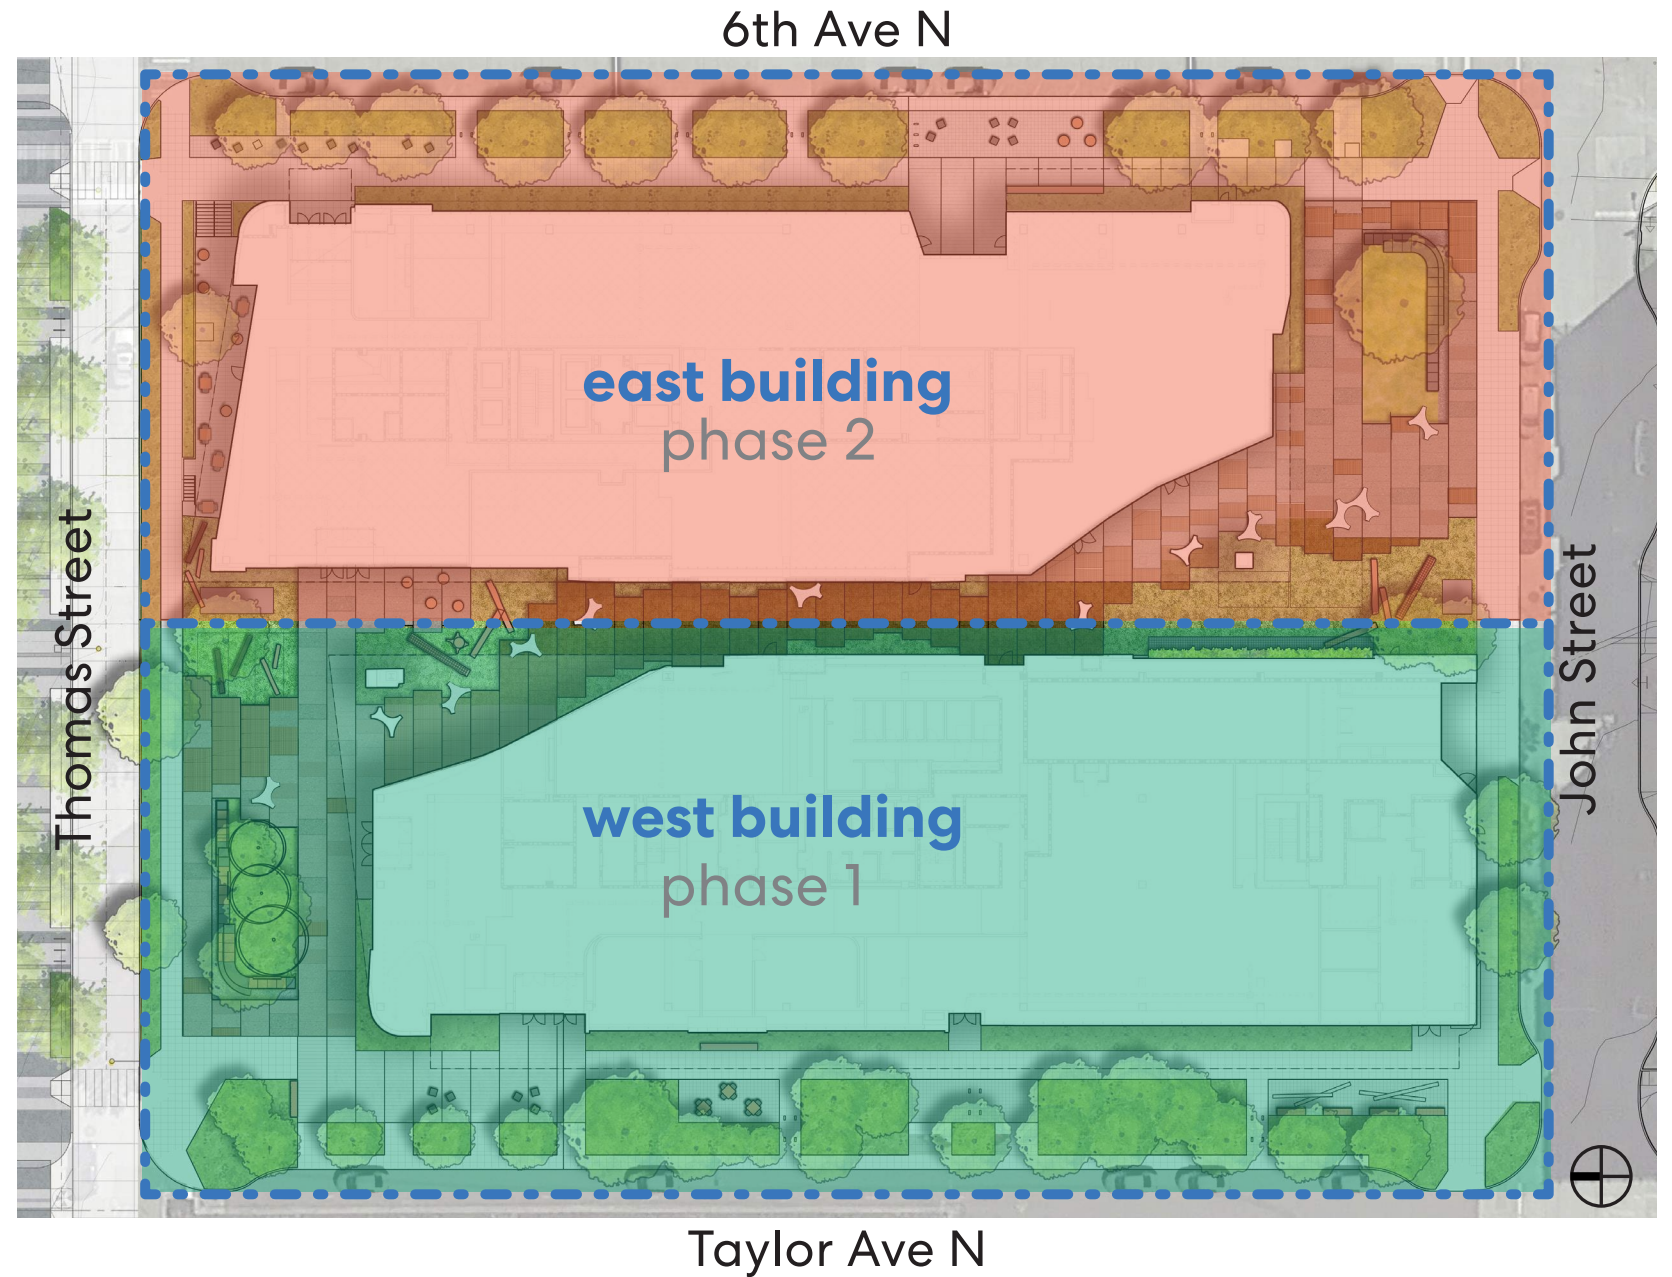 6th Ave N
east building
phase 2
Thomas Street
John Street
west building
phase 1
Taylor Ave N